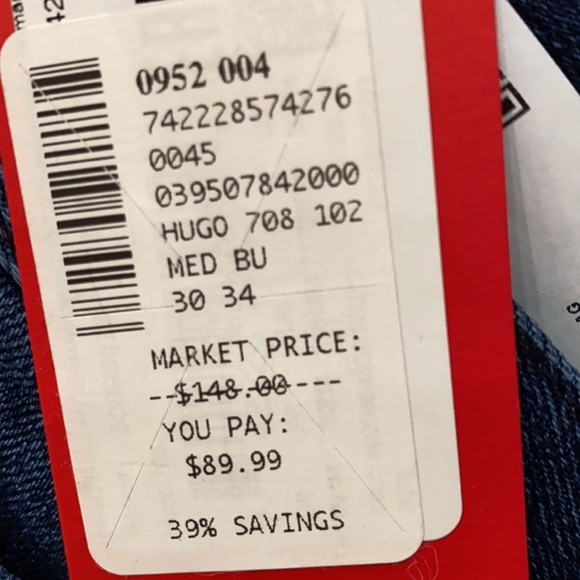 0952 004
742228574276
0045
039507842000
HUGO 708 102
MED BU
30 34
MARKET PRICE:
--$148.00---
YOU PAY:
$89.99
39% SAVINGS